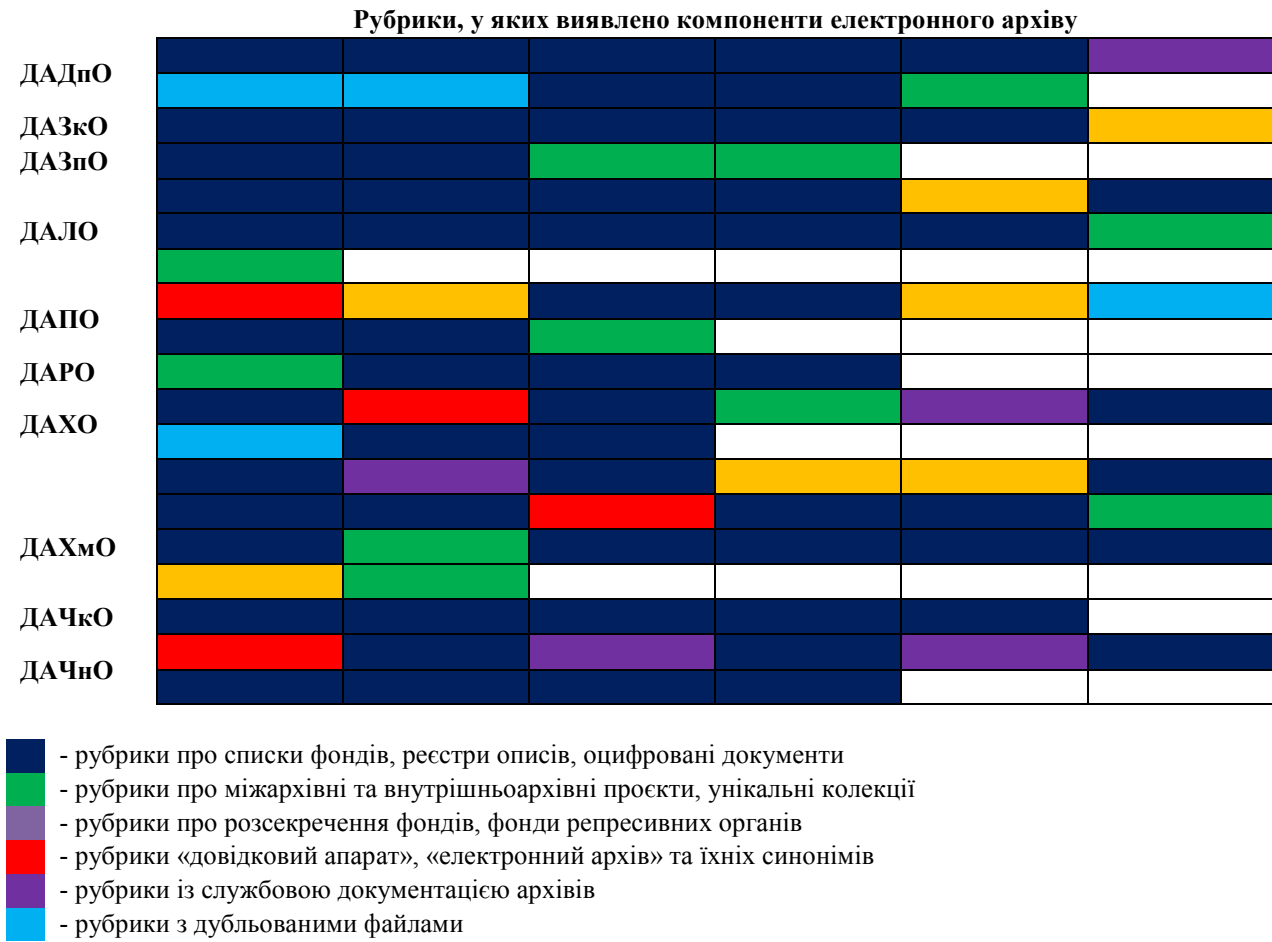 Рубрики, у яких виявлено компоненти електронного архіву
ДАДпО
ДАЗкО
ДАЗпО
ДАЛО
ДАПО
ДАРО
ДАХО
ДАХмО
ДАЧкО
ДАЧнО
- рубрики про списки фондів, реєстри описів, оцифровані документи
- рубрики про міжархівні та внутрішньоархівні проєкти, унікальні колекції
- рубрики про розсекречення фондів, фонди репресивних органів
- рубрики «довідковий апарат», «електронний архів» та їхніх синонімів
- рубрики із службовою документацією архівів
- рубрики з дубльованими файлами